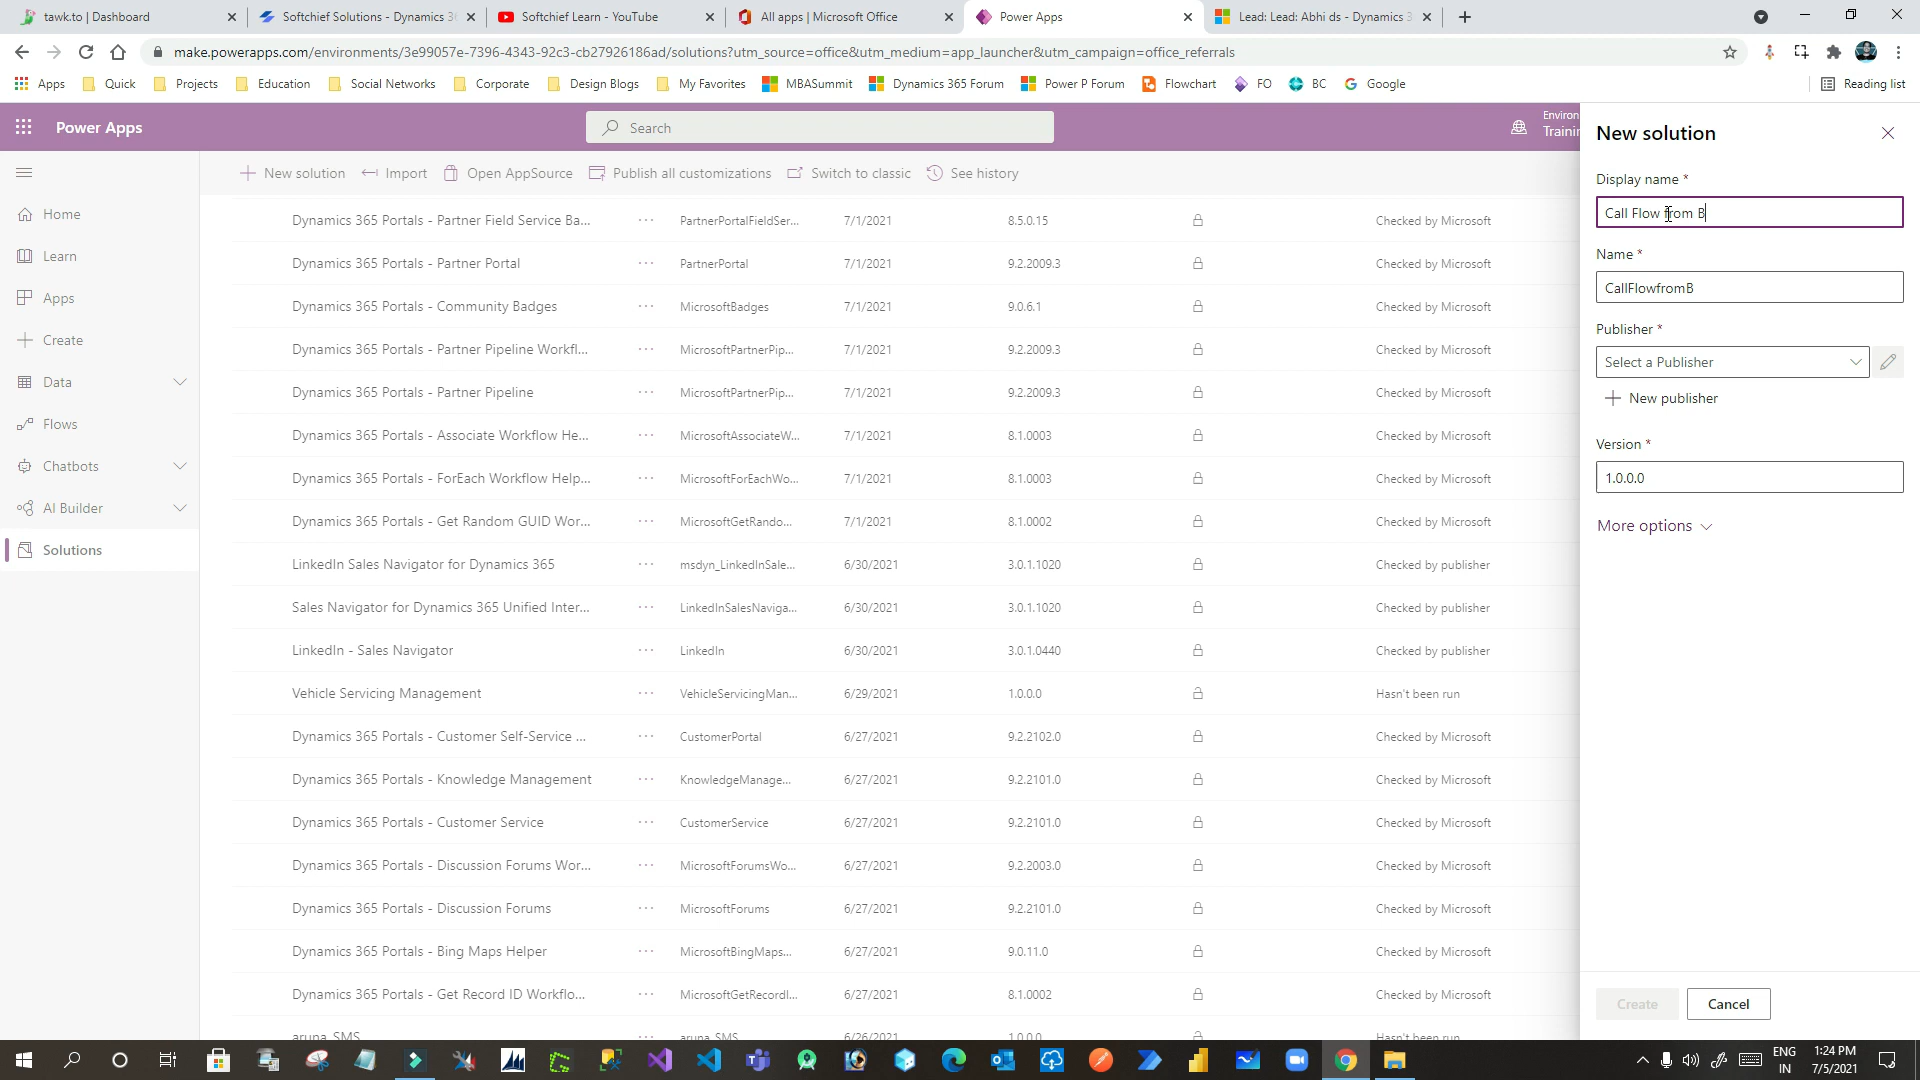 tawk.to | Dashboard
Softchief Solutions - Dynamics 36
Softchief Learn - YouTube
All apps | Microsoft Office
Power Apps
Lead: Lead: Abhi ds - Dynamics 3
make.powerapps.com/environments/3e99057e-7396-4343-92c3-cb27926186ad/solutions?utm_source=office&utm_medium=app_launcher&utm_campaign=office_referrals
Apps
Quick
Projects
Education
Social Networks
Corporate
Design Blogs
My Favorites
MBASummit
Dynamics 365 Forum
Power P Forum
Flowchart
FO
BC
Google
Reading list
Power Apps
Search
Environ
Trainin
Home
Learn
Apps
Create
Data
Flows
Chatbots
AI Builder
Solutions
New solution
Import
Open AppSource
Publish all customizations
Switch to classic
See history
Dynamics 365 Portals - Partner Field Service Ba... ··· PartnerPortalFieldSer... 7/1/2021 8.5.0.15 Checked by Microsoft
Dynamics 365 Portals - Partner Portal ··· PartnerPortal 7/1/2021 9.2.2009.3 Checked by Microsoft
Dynamics 365 Portals - Community Badges ··· MicrosoftBadges 7/1/2021 9.0.6.1 Checked by Microsoft
Dynamics 365 Portals - Partner Pipeline Workfl... ··· MicrosoftPartnerPip... 7/1/2021 9.2.2009.3 Checked by Microsoft
Dynamics 365 Portals - Partner Pipeline ··· MicrosoftPartnerPip... 7/1/2021 9.2.2009.3 Checked by Microsoft
Dynamics 365 Portals - Associate Workflow He... ··· MicrosoftAssociateW... 7/1/2021 8.1.0003 Checked by Microsoft
Dynamics 365 Portals - ForEach Workflow Help... ··· MicrosoftForEachWo... 7/1/2021 8.1.0003 Checked by Microsoft
Dynamics 365 Portals - Get Random GUID Wor... ··· MicrosoftGetRando... 7/1/2021 8.1.0002 Checked by Microsoft
LinkedIn Sales Navigator for Dynamics 365 ··· msdyn_LinkedInSale... 6/30/2021 3.0.1.1020 Checked by publisher
Sales Navigator for Dynamics 365 Unified Inter... ··· LinkedInSalesNaviga... 6/30/2021 3.0.1.1020 Checked by publisher
LinkedIn - Sales Navigator ··· LinkedIn 6/30/2021 3.0.1.0440 Checked by publisher
Vehicle Servicing Management ··· VehicleServicingMan... 6/29/2021 1.0.0.0 Hasn't been run
Dynamics 365 Portals - Customer Self-Service ... ··· CustomerPortal 6/27/2021 9.2.2102.0 Checked by Microsoft
Dynamics 365 Portals - Knowledge Management ··· KnowledgeManage... 6/27/2021 9.2.2101.0 Checked by Microsoft
Dynamics 365 Portals - Customer Service ··· CustomerService 6/27/2021 9.2.2101.0 Checked by Microsoft
Dynamics 365 Portals - Discussion Forums Wor... ··· MicrosoftForumsWo... 6/27/2021 9.2.2003.0 Checked by Microsoft
Dynamics 365 Portals - Discussion Forums ··· MicrosoftForums 6/27/2021 9.2.2101.0 Checked by Microsoft
Dynamics 365 Portals - Bing Maps Helper ··· MicrosoftBingMaps... 6/27/2021 9.0.11.0 Checked by Microsoft
Dynamics 365 Portals - Get Record ID Workflo... ··· MicrosoftGetRecordI... 6/27/2021 8.1.0002 Checked by Microsoft
aruna_SMS ··· aruna_SMS 6/26/2021 1.0.0.0 Hasn't been run
New solution
Display name *
Call Flow from B
Name *
CallFlowfromB
Publisher *
Select a Publisher
New publisher
Version *
1.0.0.0
More options
Create
Cancel
ENG
IN
1:24 PM
7/5/2021